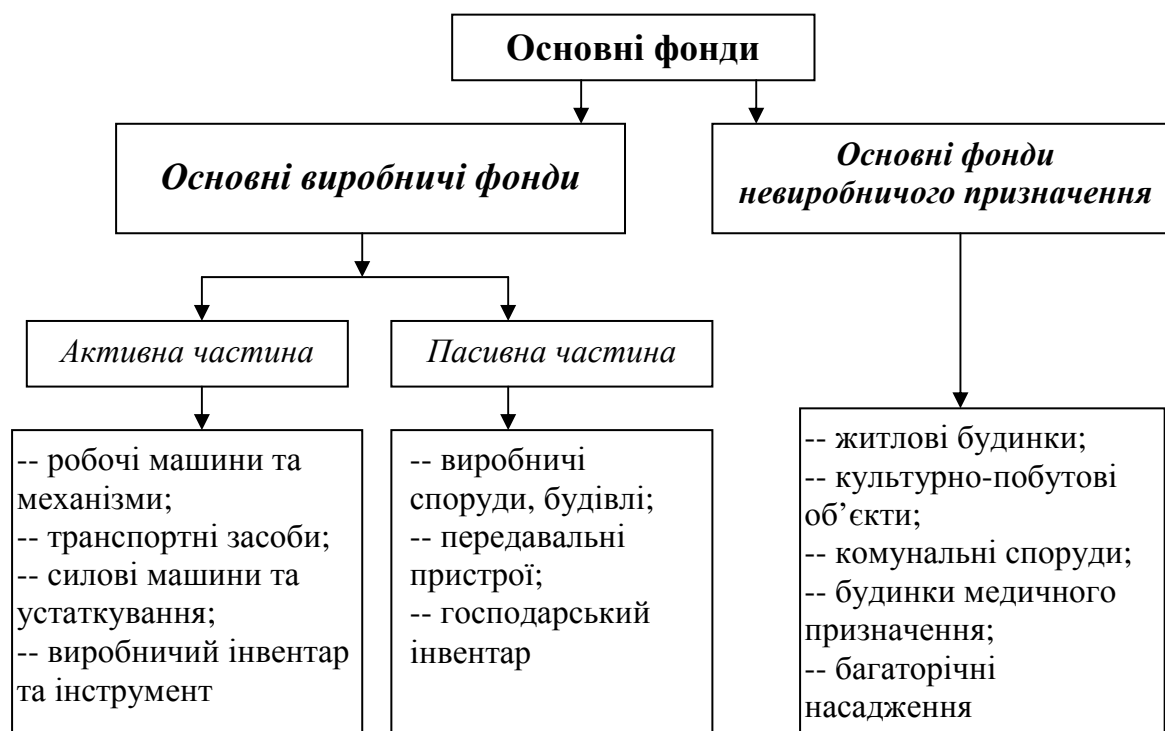 Основні фонди
Основні виробничі фонди
Основні фонди
невиробничого призначення
Активна частина
Пасивна частина
-- робочі машини та
механізми;
-- транспортні засоби;
-- силові машини та
устаткування;
-- виробничий інвентар
та інструмент
-- виробничі
споруди, будівлі;
-- передавальні
пристрої;
-- господарський
інвентар
-- житлові будинки;
-- культурно-побутові
об’єкти;
-- комунальні споруди;
-- будинки медичного
призначення;
-- багаторічні
насадження